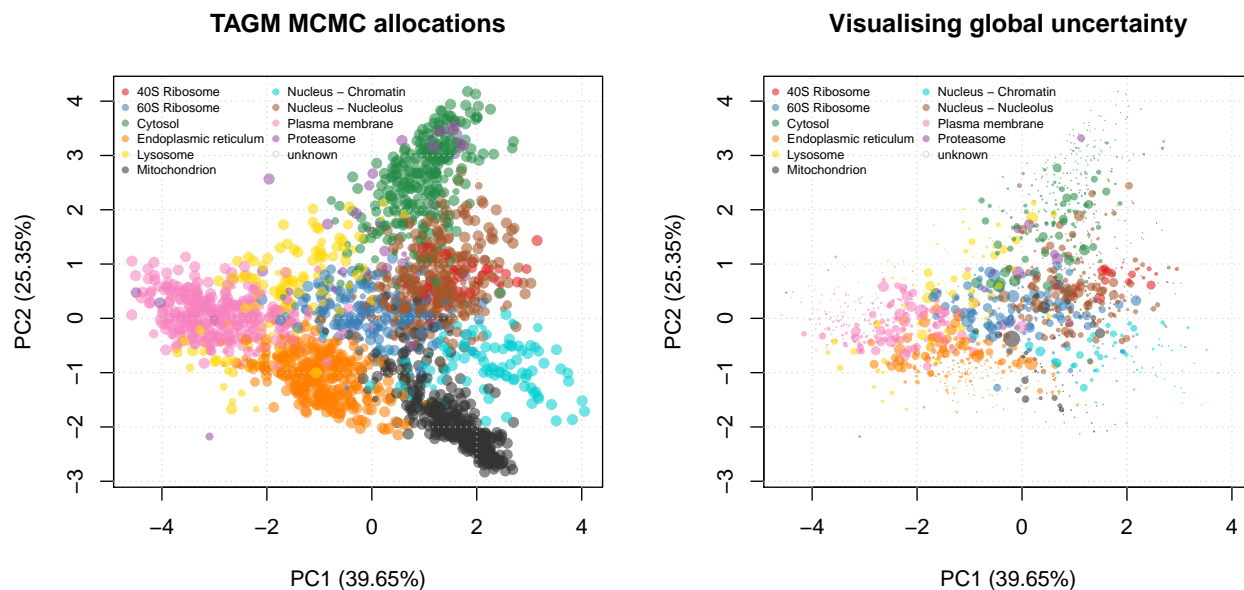 TAGM MCMC allocations
PC2 (25.35%)
4
3
2
1
0
−1
−2
−3
40S Ribosome
60S Ribosome
Cytosol
Endoplasmic reticulum
Lysosome
Mitochondrion
Nucleus − Chromatin
Nucleus − Nucleolus
Plasma membrane
Proteasome
unknown
−4 −2 0 2 4
PC1 (39.65%)
Visualising global uncertainty
PC2 (25.35%)
4
3
2
1
0
−1
−2
−3
40S Ribosome
60S Ribosome
Cytosol
Endoplasmic reticulum
Lysosome
Mitochondrion
Nucleus − Chromatin
Nucleus − Nucleolus
Plasma membrane
Proteasome
unknown
−4 −2 0 2 4
PC1 (39.65%)